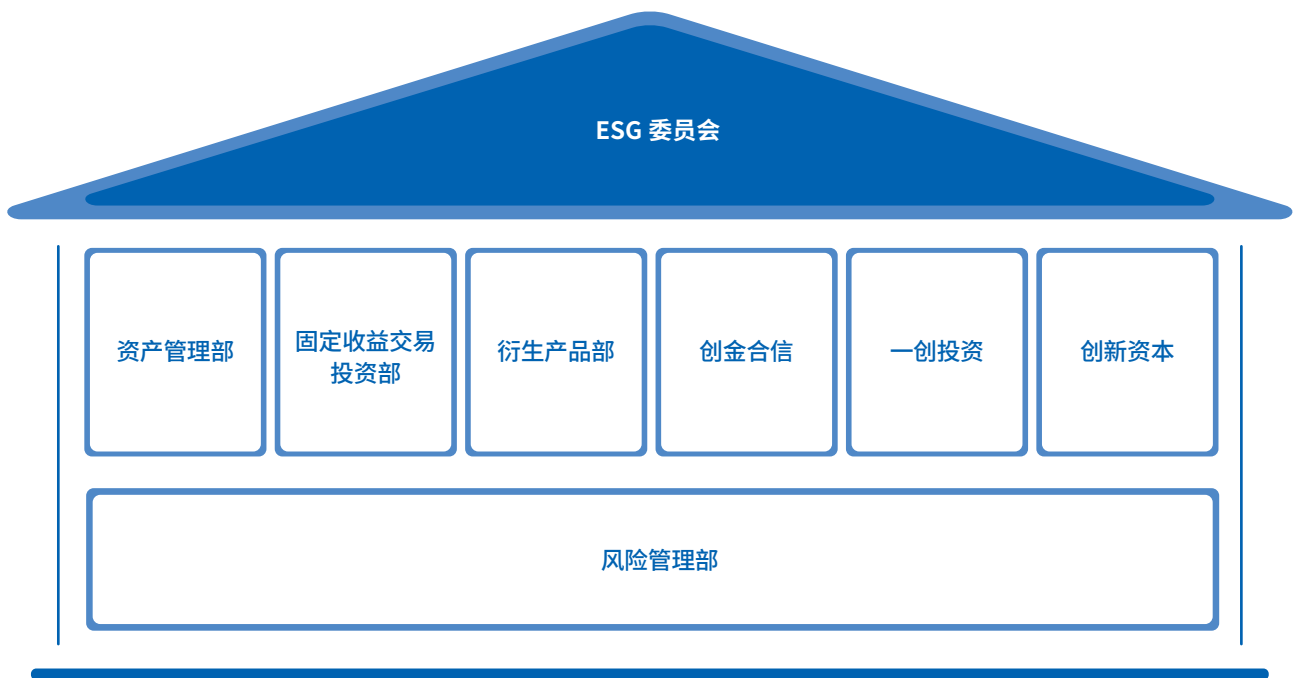 ESG 委员会
资产管理部
固定收益交易
投资部
衍生产品部
创金合信
一创投资
创新资本
风险管理部